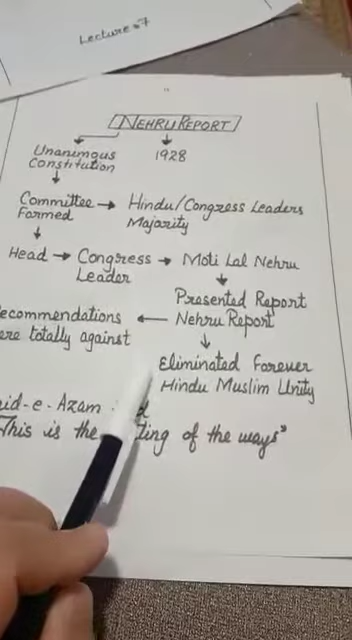 Lecture #7
NEHRU REPORT
Unanimous 1928
Constitution
Committee → Hindu/Congress Leaders
Formed Majority
Head → Congress → Moti Lal Nehru
Leader
Presented Report
ecommendations ← Nehru Report
ere totally against
Eliminated Forever
Hindu Muslim Unity
id-e-Azam
This is the ting of the ways"